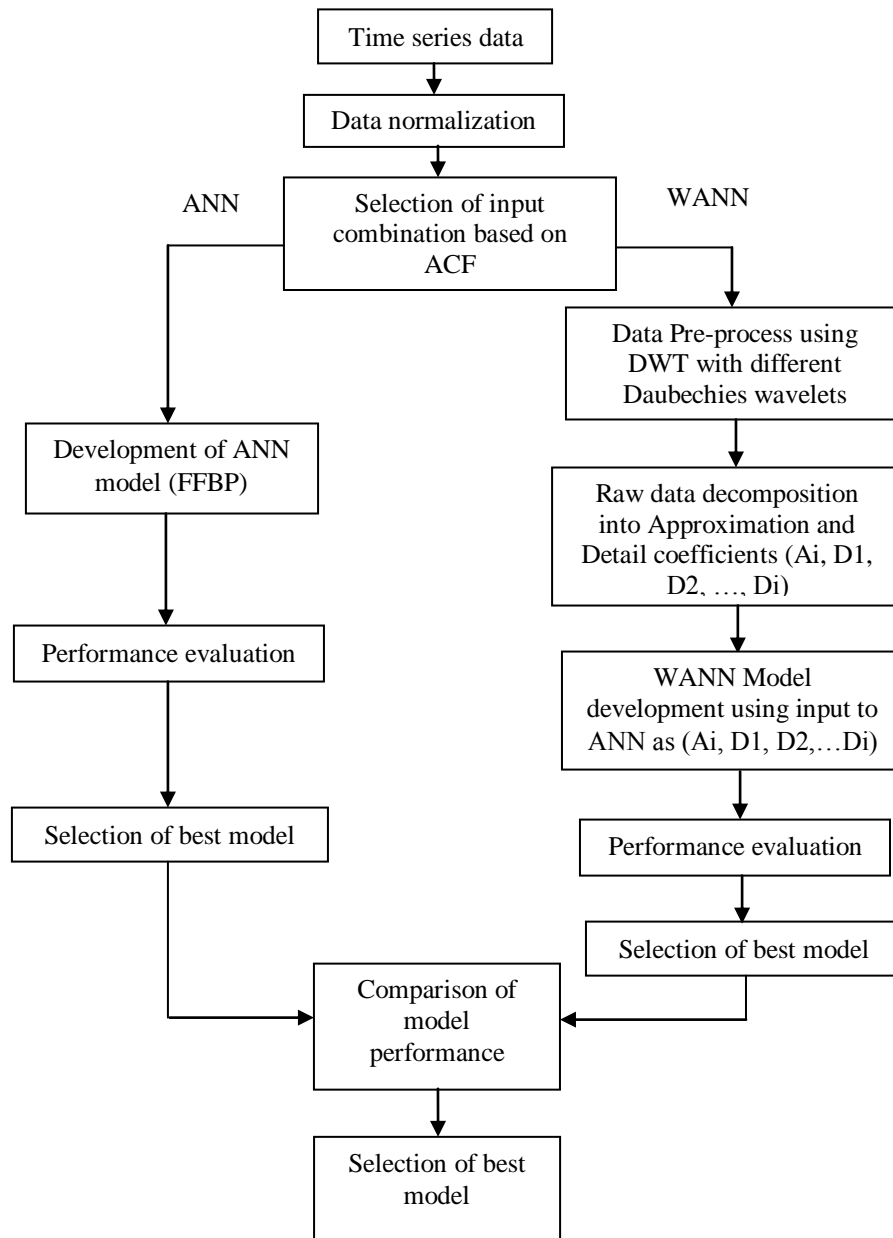 Time series data
Data normalization
ANN
WANN
Selection of input
combination based on
ACF
Data Pre-process using
DWT with different
Daubechies wavelets
Development of ANN
model (FFBP)
Raw data decomposition
into Approximation and
Detail coefficients (Ai, D1,
D2, …, Di)
Performance evaluation
WANN Model
development using input to
ANN as (Ai, D1, D2,…Di)
Selection of best model
Performance evaluation
Selection of best model
Comparison of
model
performance
Selection of best
model